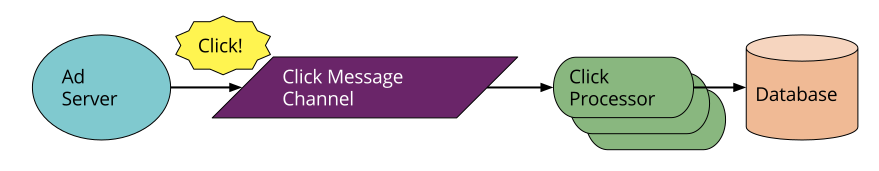 Ad
Server
Click!
Click Message
Channel
Click
Processor
Database